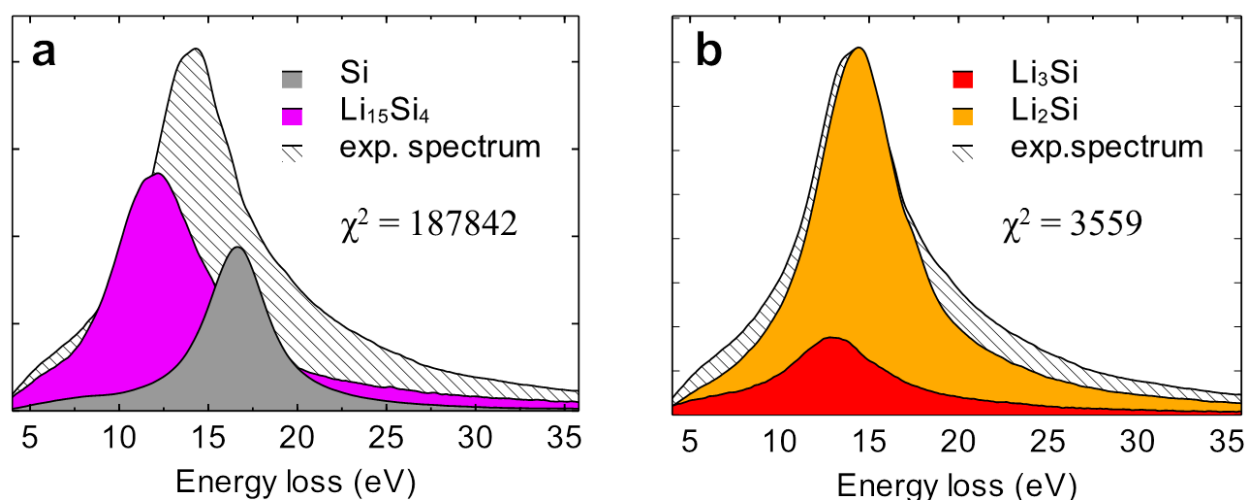 a
Si
Li₁₅Si₄
exp. spectrum
χ² = 187842
5 10 15 20 25 30 35
Energy loss (eV)
b
Li₃Si
Li₂Si
exp.spectrum
χ² = 3559
5 10 15 20 25 30 35
Energy loss (eV)